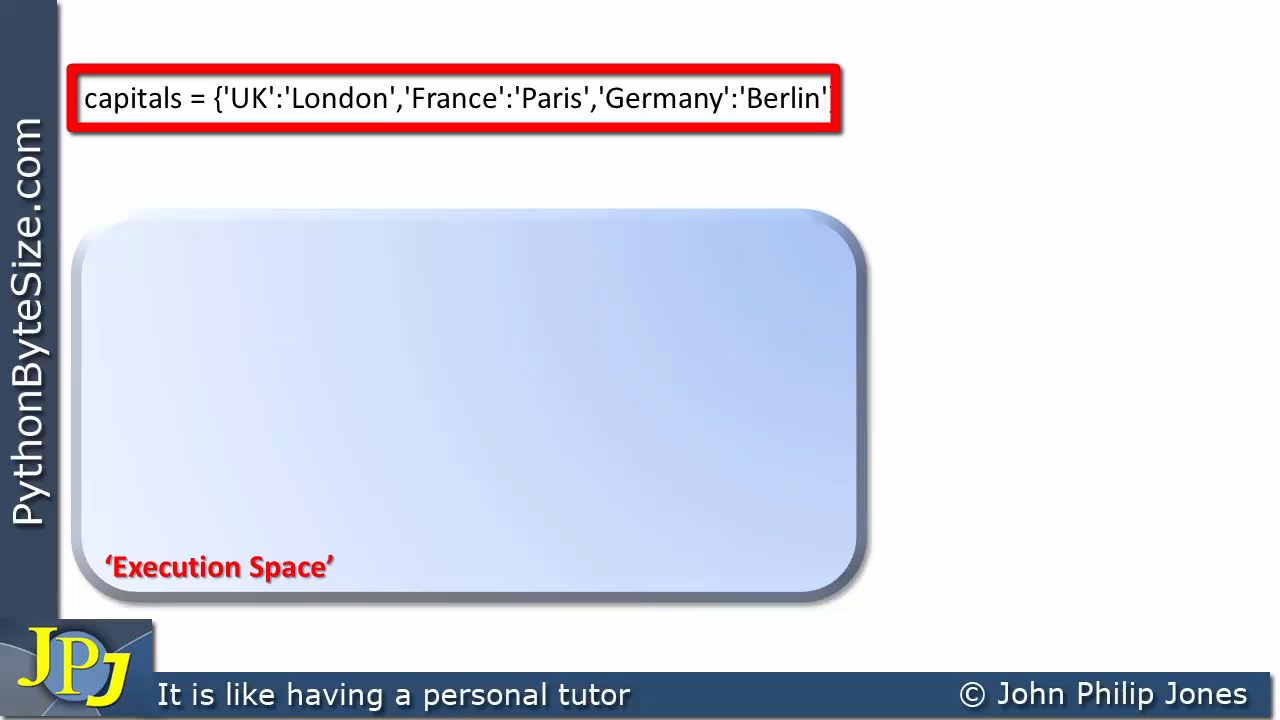 capitals = {'UK':'London','France':'Paris','Germany':'Berlin'}
PythonByteSize.com
‘Execution Space’
JPJ
It is like having a personal tutor
© John Philip Jones